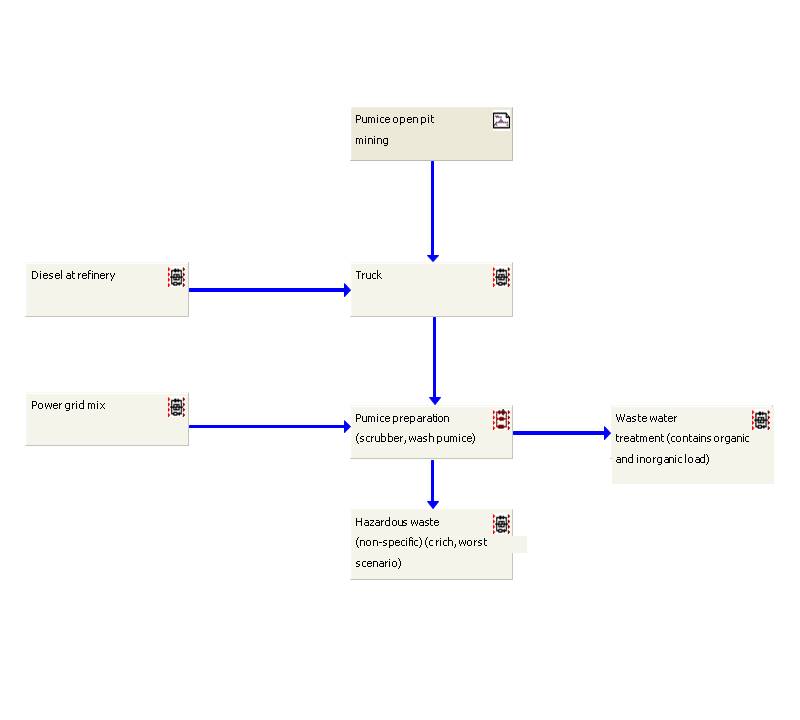 Pumice open pit
mining
Diesel at refinery
Truck
Power grid mix
Pumice preparation
(scrubber, wash pumice)
Waste water
treatment (contains organic
and inorganic load)
Hazardous waste
(non-specific) (c rich, worst
scenario)